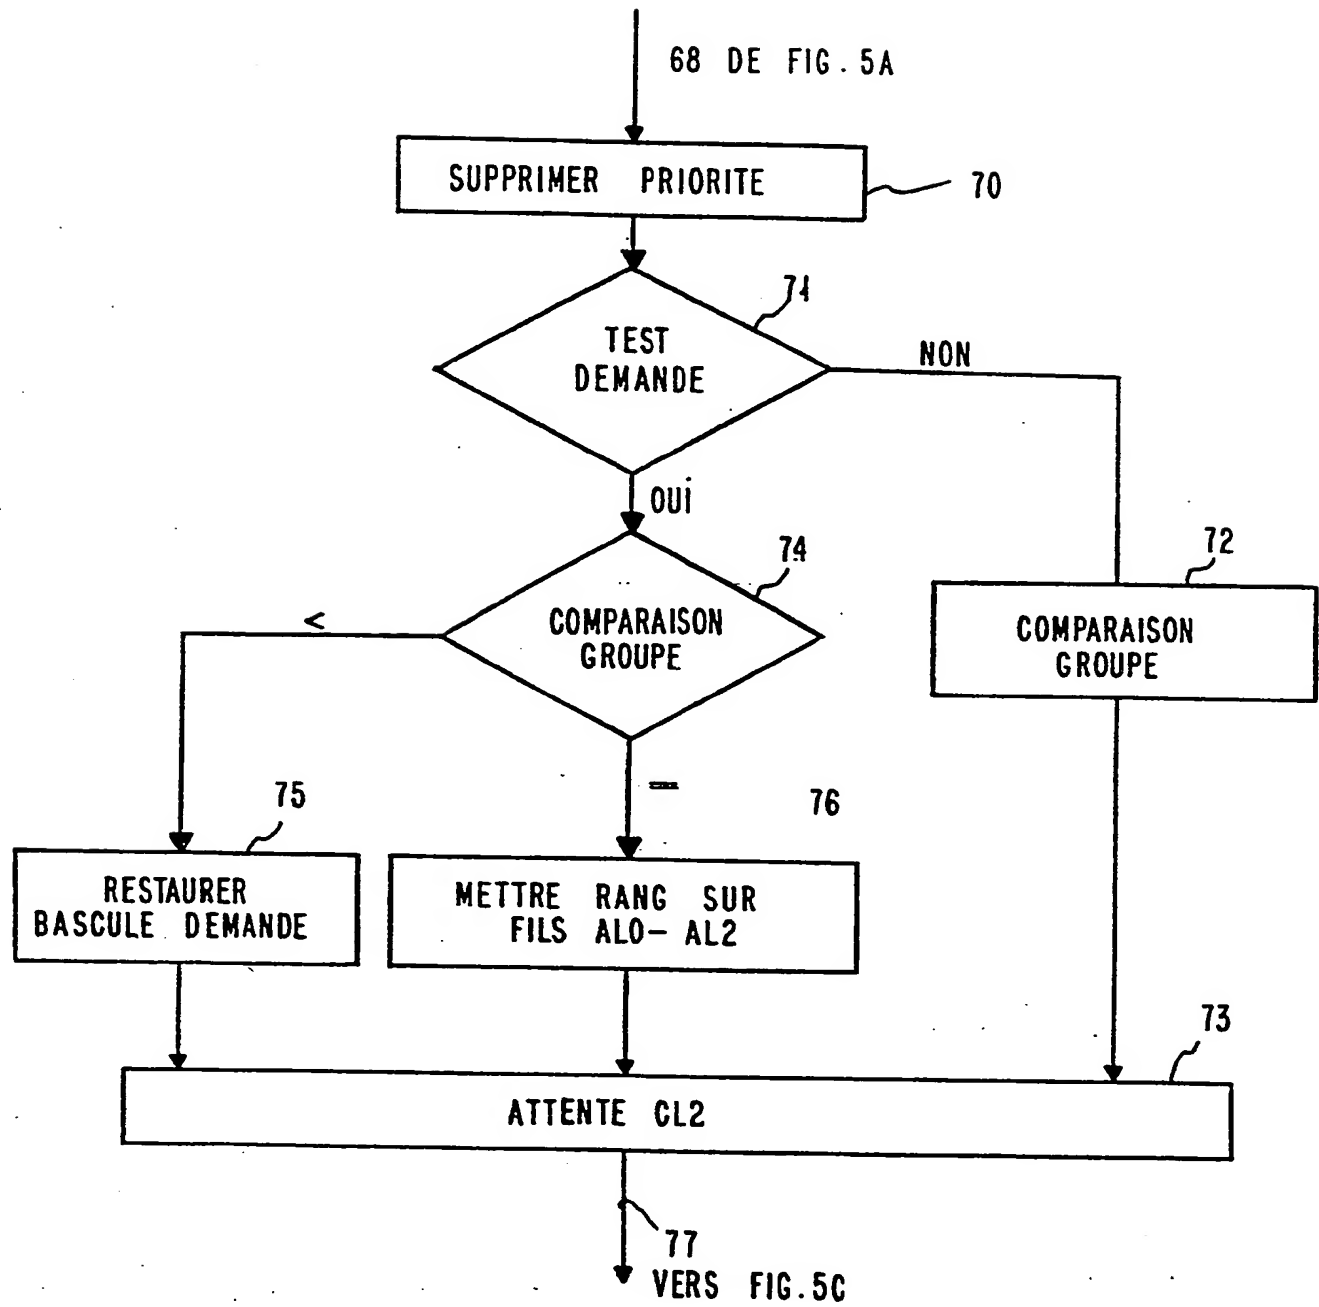 68 DE FIG. 5A
SUPPRIMER PRIORITE
70
71
TEST
DEMANDE
NON
OUi
74
72
<
COMPARAISON
GROUPE
COMPARAISON
GROUPE
=
75
76
RESTAURER
BASCULE DEMANDE
METTRE RANG SUR
FILS AL0-AL2
73
ATTENTE CL2
77
VERS FIG. 5C